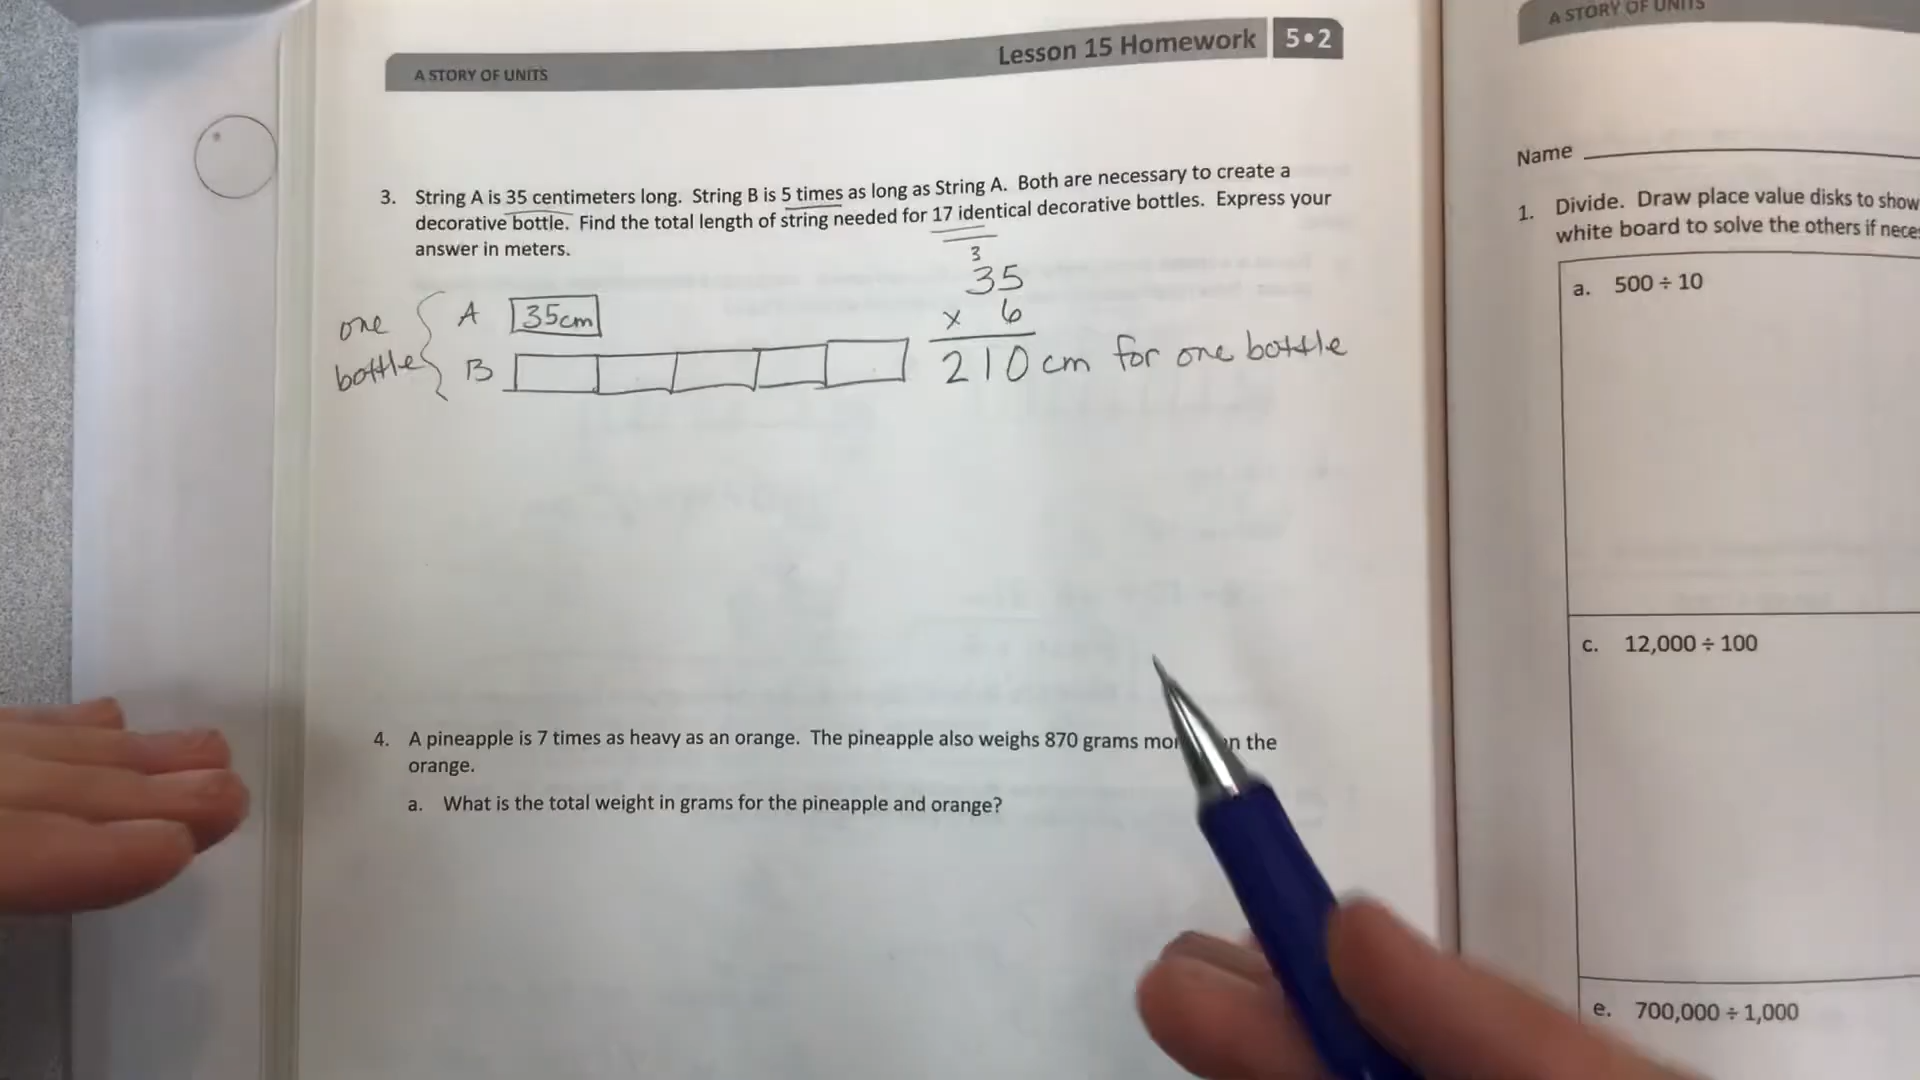 A STORY OF UNITS
Lesson 15 Homework 5•2
3. String A is 35 centimeters long. String B is 5 times as long as String A. Both are necessary to create a
decorative bottle. Find the total length of string needed for 17 identical decorative bottles. Express your
answer in meters.
3
35
x 6
210 cm for one bottle
one
bottle
A 35cm
B
4. A pineapple is 7 times as heavy as an orange. The pineapple also weighs 870 grams the
orange.
a. What is the total weight in grams for the pineapple and orange?
A STORY OF UNITS
Name
1. Divide. Draw place value disks to show
white board to solve the others if
a. 500 ÷ 10
c. 12,000 ÷ 100
e. 700,000 ÷ 1,000